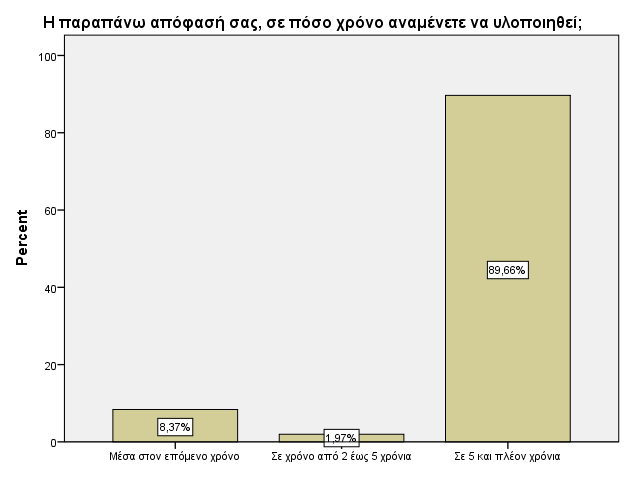 Η παραπάνω απόφασή σας, σε πόσο χρόνο αναμένετε να υλοποιηθεί;
100
80
60
40
20
0
Percent
8,37%
1,97%
89,66%
Μέσα στον επόμενο χρόνο
Σε χρόνο από 2 έως 5 χρόνια
Σε 5 και πλέον χρόνια